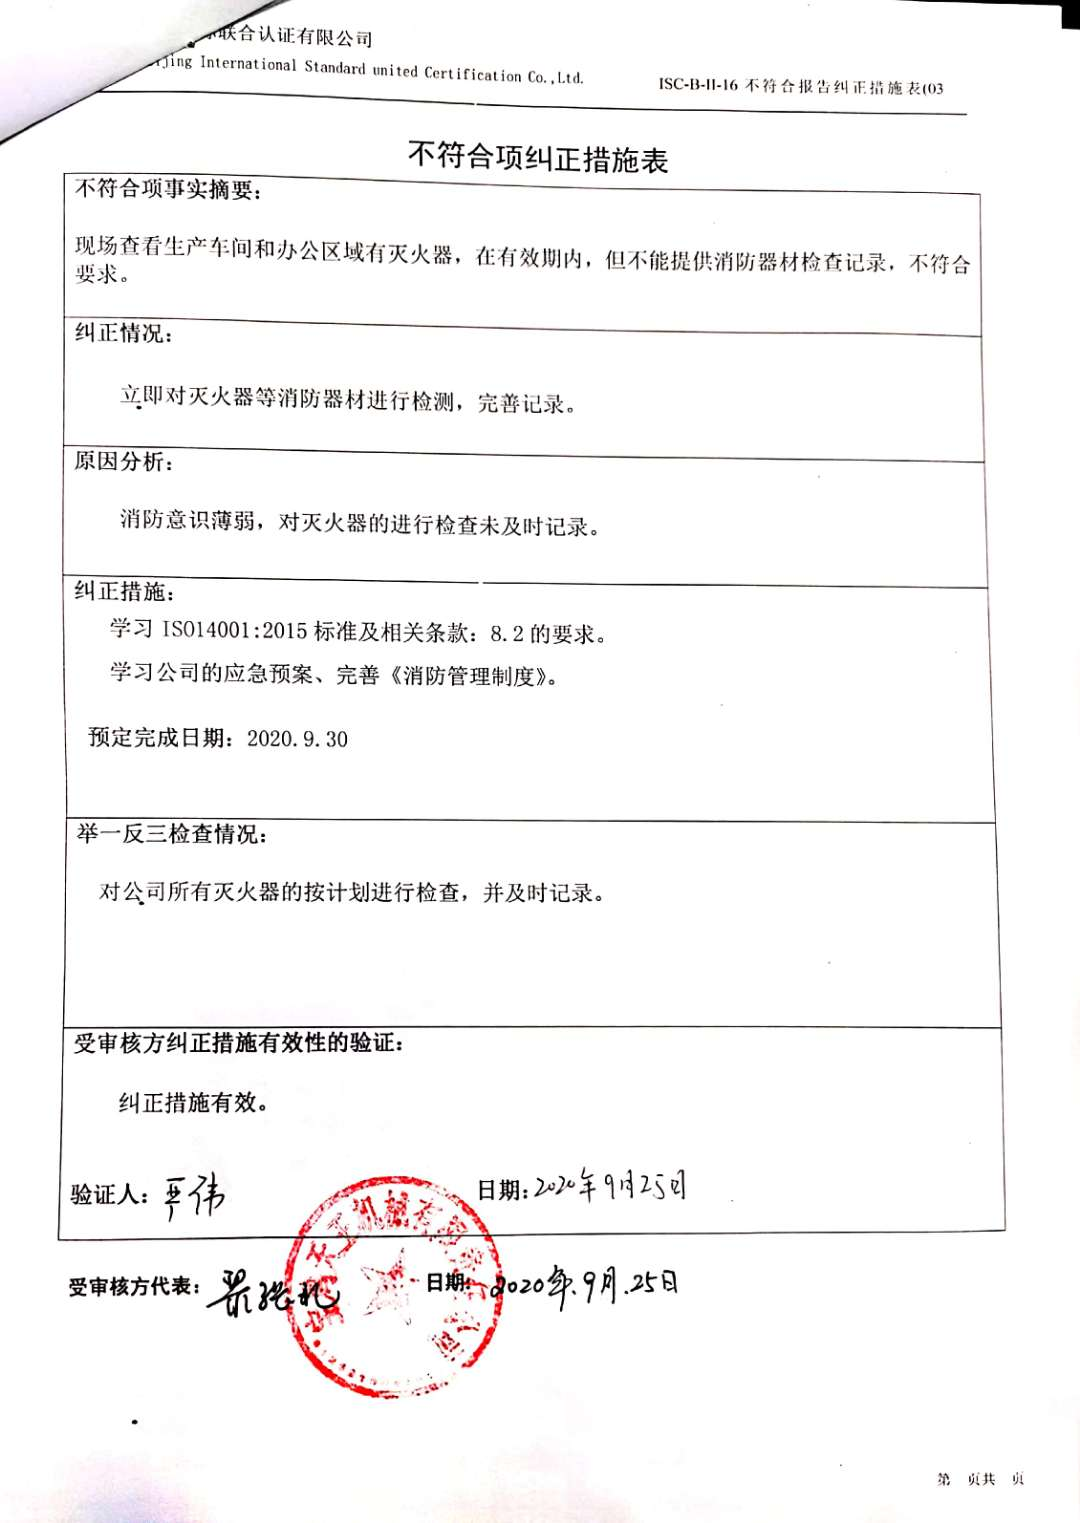 联合认证有限公司
jing International Standard united Certification Co.,Ltd.
ISC-B-II-16 不符合报告纠正措施表(03
不符合项纠正措施表
不符合项事实摘要：
现场查看生产车间和办公区域有灭火器，在有效期内，但不能提供消防器材检查记录，不符合
要求。
纠正情况：
立即对灭火器等消防器材进行检测，完善记录。
原因分析：
消防意识薄弱，对灭火器的进行检查未及时记录。
纠正措施：
学习 ISO14001:2015 标准及相关条款：8.2 的要求。
学习公司的应急预案、完善《消防管理制度》。
预定完成日期：2020.9.30
举一反三检查情况：
对公司所有灭火器的按计划进行检查，并及时记录。
受审核方纠正措施有效性的验证：
纠正措施有效。
验证人：
日期：2020年9月25日
天工机械有限
受审核方代表：
日期：2020年.9月.25日
第 页共 页